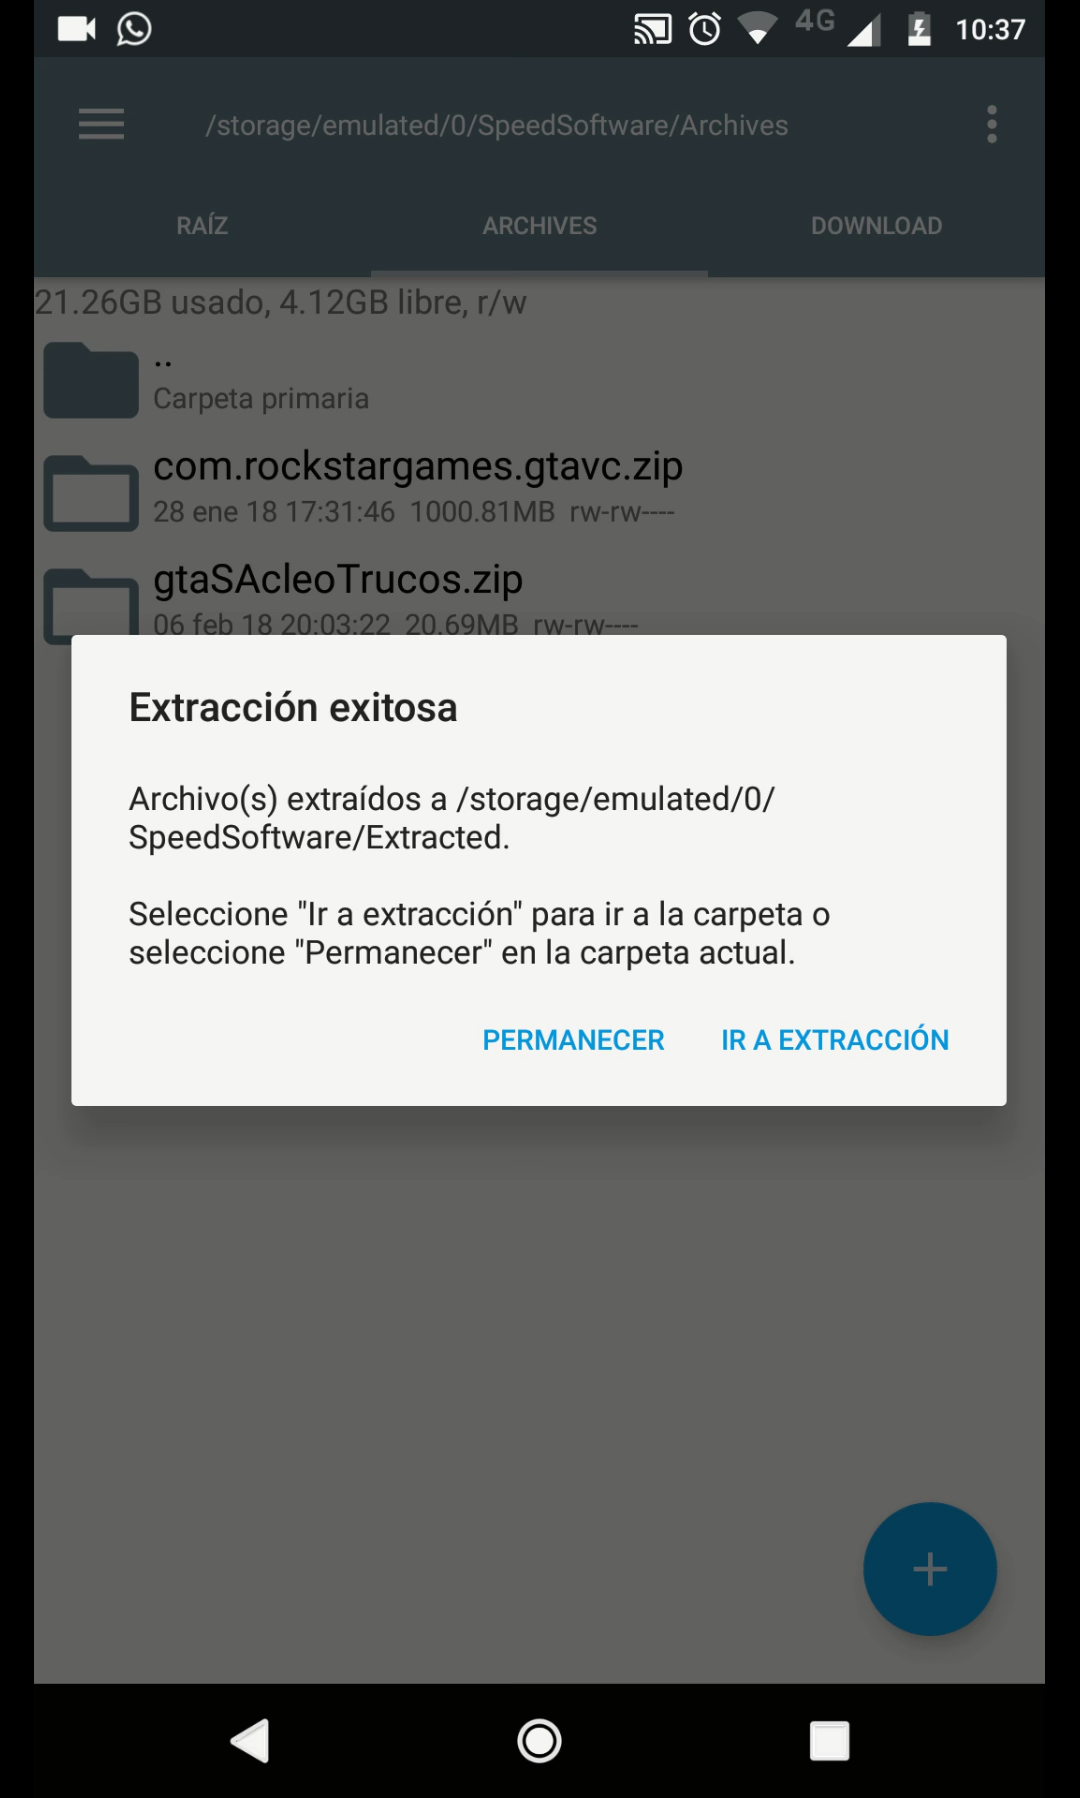 4G 10:37
/storage/emulated/0/SpeedSoftware/Archives
RAÍZ ARCHIVES DOWNLOAD
21.26GB usado, 4.12GB libre, r/w
..
Carpeta primaria
com.rockstargames.gtavc.zip
28 ene 18 17:31:46 1000.81MB rw-rw----
gtaSAcleoTrucos.zip
06 feb 18 20:03:22 20.69MB rw-rw----
Extracción exitosa
Archivo(s) extraídos a /storage/emulated/0/
SpeedSoftware/Extracted.
Seleccione "Ir a extracción" para ir a la carpeta o
seleccione "Permanecer" en la carpeta actual.
PERMANECER IR A EXTRACCIÓN